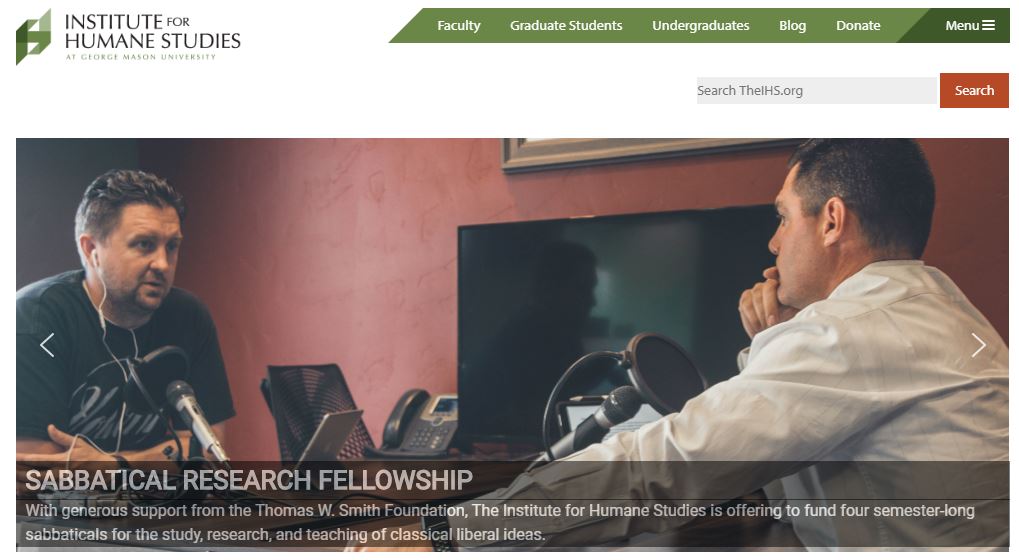 INSTITUTE FOR
HUMANE STUDIES
AT GEORGE MASON UNIVERSITY
Faculty Graduate Students Undergraduates Blog Donate Menu
Search TheIHS.org Search
SABBATICAL RESEARCH FELLOWSHIP
With generous support from the Thomas W. Smith Foundation, The Institute for Humane Studies is offering to fund four semester-long
sabbaticals for the study, research, and teaching of classical liberal ideas.